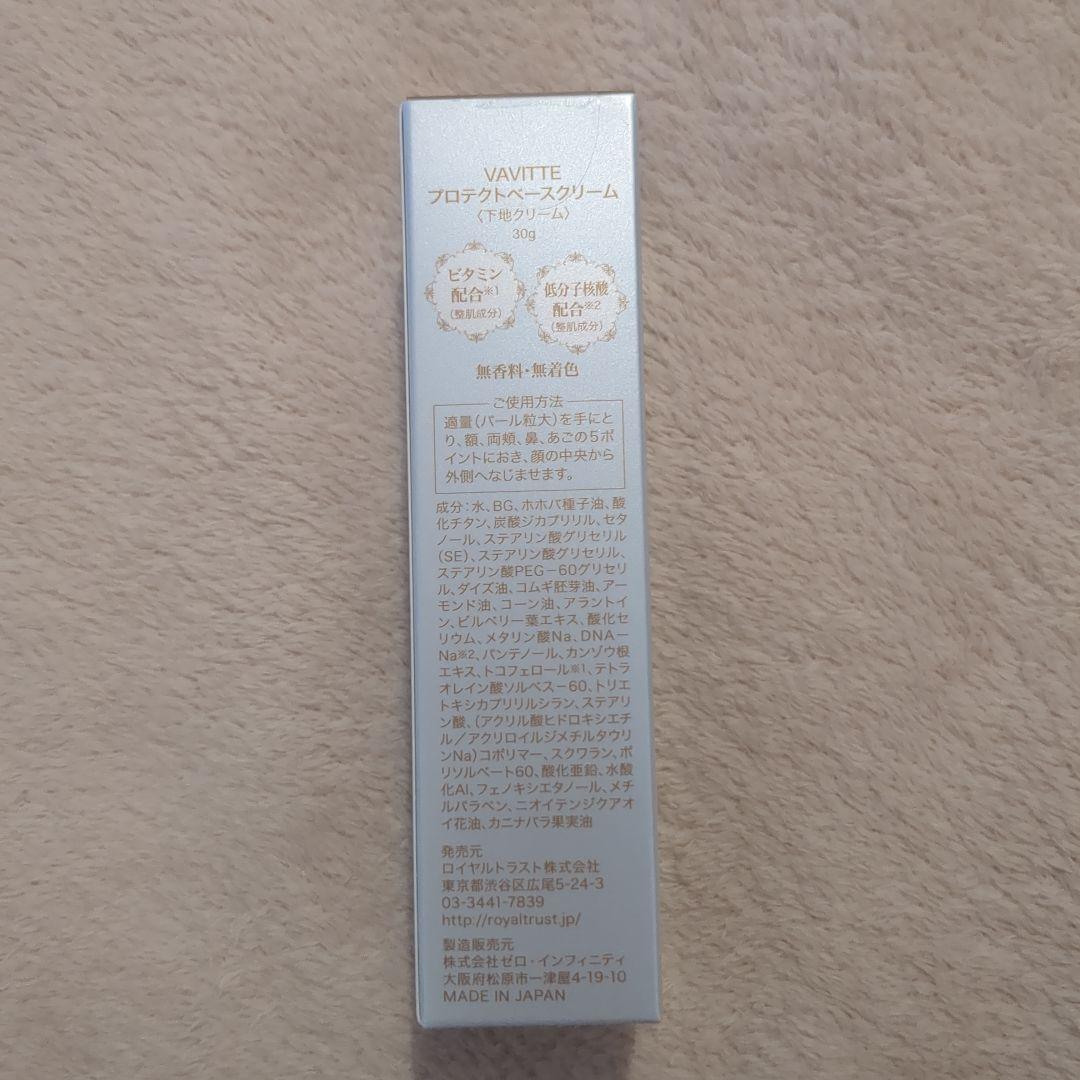 VAVITTE
プロテクトベースクリーム
〈下地クリーム〉
30g
ビタミン
配合※1
(整肌成分)
低分子核酸
配合※2
(整肌成分)
無香料・無着色
ご使用方法
適量(パール粒大)を手にと
り、額、両頬、鼻、あごの5ポ
イントにおき、顔の中央から
外側へなじませます。
成分:水、BG、ホホバ種子油、酸
化チタン、炭酸ジカプリリル、セタ
ノール、ステアリン酸グリセリル
(SE)、ステアリン酸グリセリル、
ステアリン酸PEG-60グリセリ
ル、ダイズ油、コムギ胚芽油、アー
モンド油、コーン油、アラントイ
ン、ビルベリー葉エキス、酸化セ
リウム、メタリン酸Na、DNA-
Na※2、パンテノール、カンゾウ根
エキス、トコフェロール※1、テトラ
オレイン酸ソルベス-60、トリエ
トキシカプリリルシラン、ステアリ
ン酸、(アクリル酸ヒドロキシエチ
ル/アクリロイルジメチルタウリ
ンNa)コポリマー、スクワラン、ポ
リソルベート60、酸化亜鉛、水酸
化Al、フェノキシエタノール、メチ
ルパラベン、ニオイテンジクアオ
イ花油、カニナバラ果実油
発売元
ロイヤルトラスト株式会社
東京都渋谷区広尾5-24-3
03-3441-7839
http://royaltrust.jp/
製造販売元
株式会社ゼロ・インフィニティ
大阪府松原市一津屋4-19-10
MADE IN JAPAN